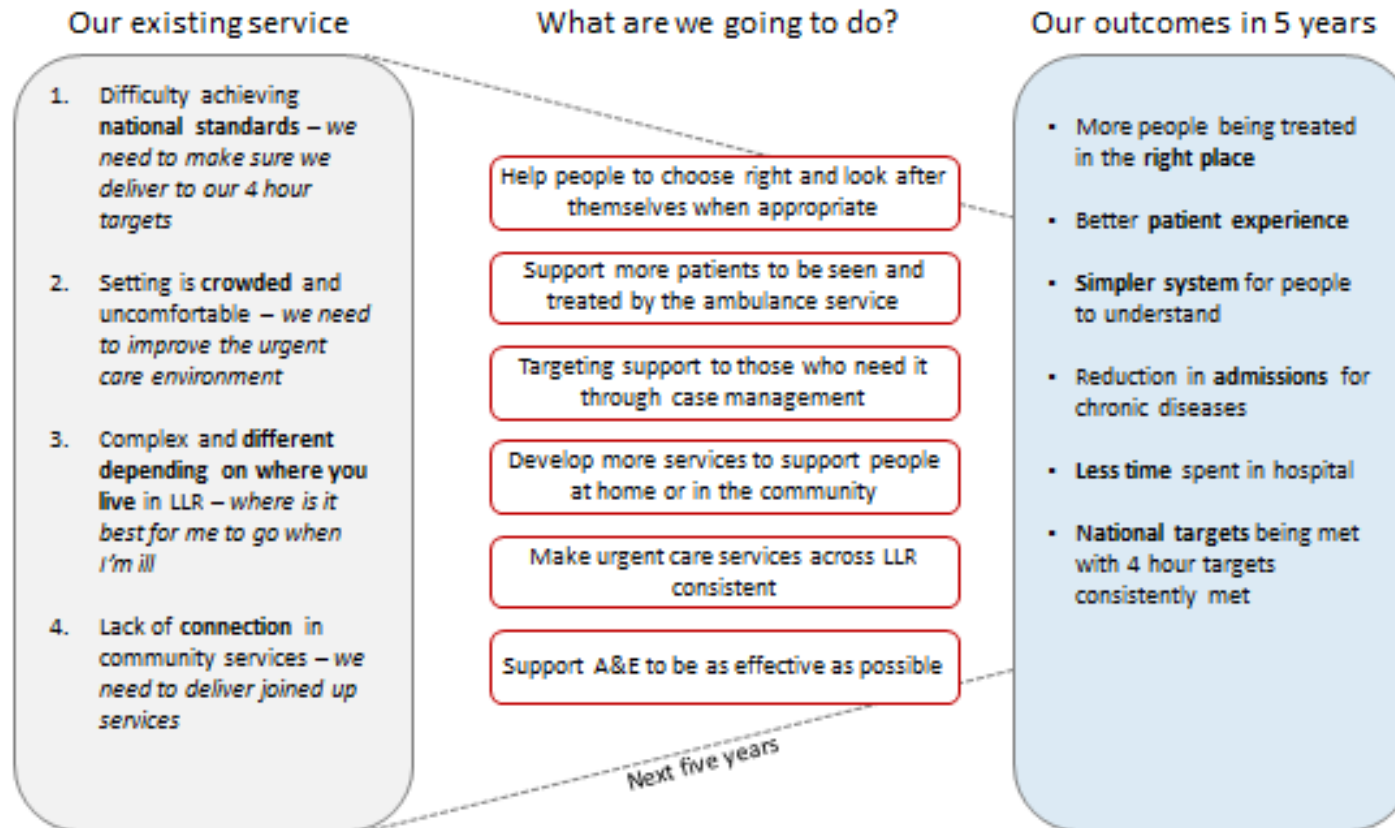 Our existing service
1. Difficulty achieving
national standards – we
need to make sure we
deliver to our 4 hour
targets
2. Setting is crowded and
uncomfortable – we need
to improve the urgent
care environment
3. Complex and different
depending on where you
live in LLR – where is it
best for me to go when
I'm ill
4. Lack of connection in
community services – we
need to deliver joined up
services
What are we going to do?
Help people to choose right and look after
themselves when appropriate
Support more patients to be seen and
treated by the ambulance service
Targeting support to those who need it
through case management
Develop more services to support people
at home or in the community
Make urgent care services across LLR
consistent
Support A&E to be as effective as possible
Next five years
Our outcomes in 5 years
▪ More people being treated
in the right place
▪ Better patient experience
▪ Simpler system for people
to understand
▪ Reduction in admissions for
chronic diseases
▪ Less time spent in hospital
▪ National targets being met
with 4 hour targets
consistently met